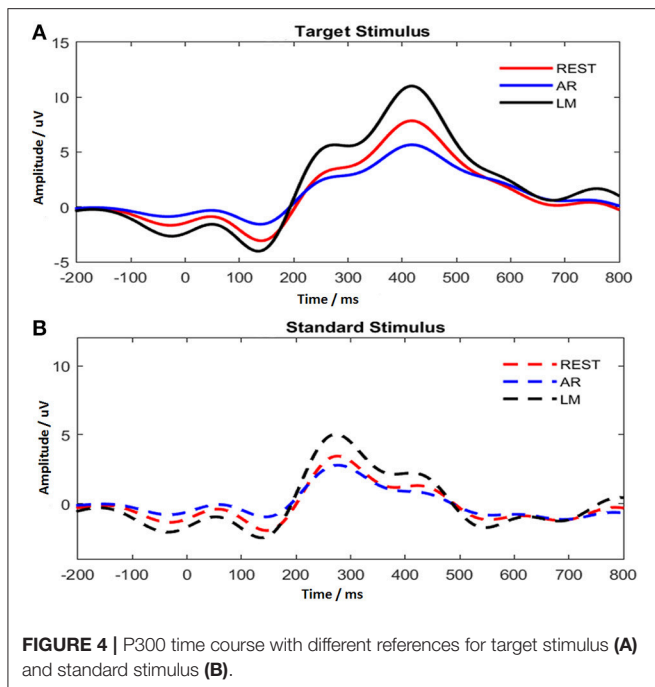 A
Target Stimulus
15
10
5
0
-5
Amplitude / uV
REST
AR
LM
-200 -100 0 100 200 300 400 500 600 700 800
Time / ms
B
Standard Stimulus
10
5
0
Amplitude / uV
REST
AR
LM
-200 -100 0 100 200 300 400 500 600 700 800
Time / ms
FIGURE 4 | P300 time course with different references for target stimulus (A)
and standard stimulus (B).